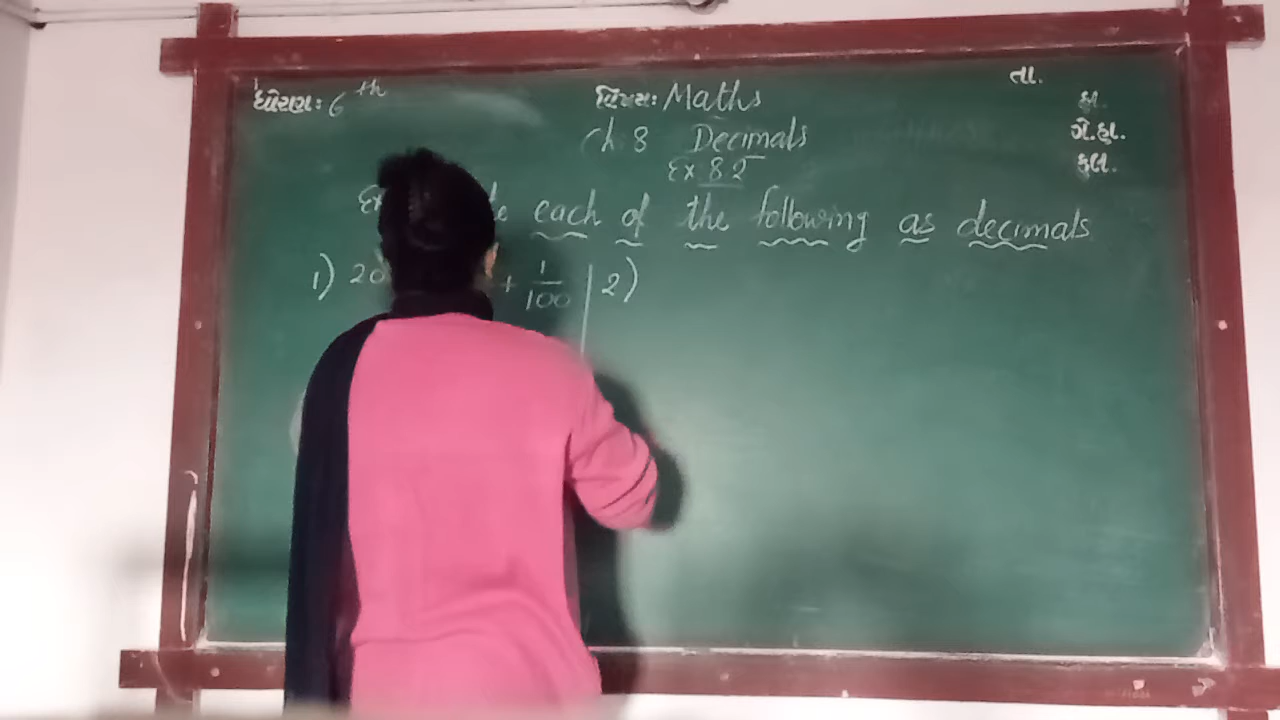 ધોરણ: 6th
વિષય: Maths
તા.
Ch 8 Decimals
હા.
ગે.હા.
Ex 8.2
કુલ.
each of the following as decimals
1) 20 + 1/100
2)